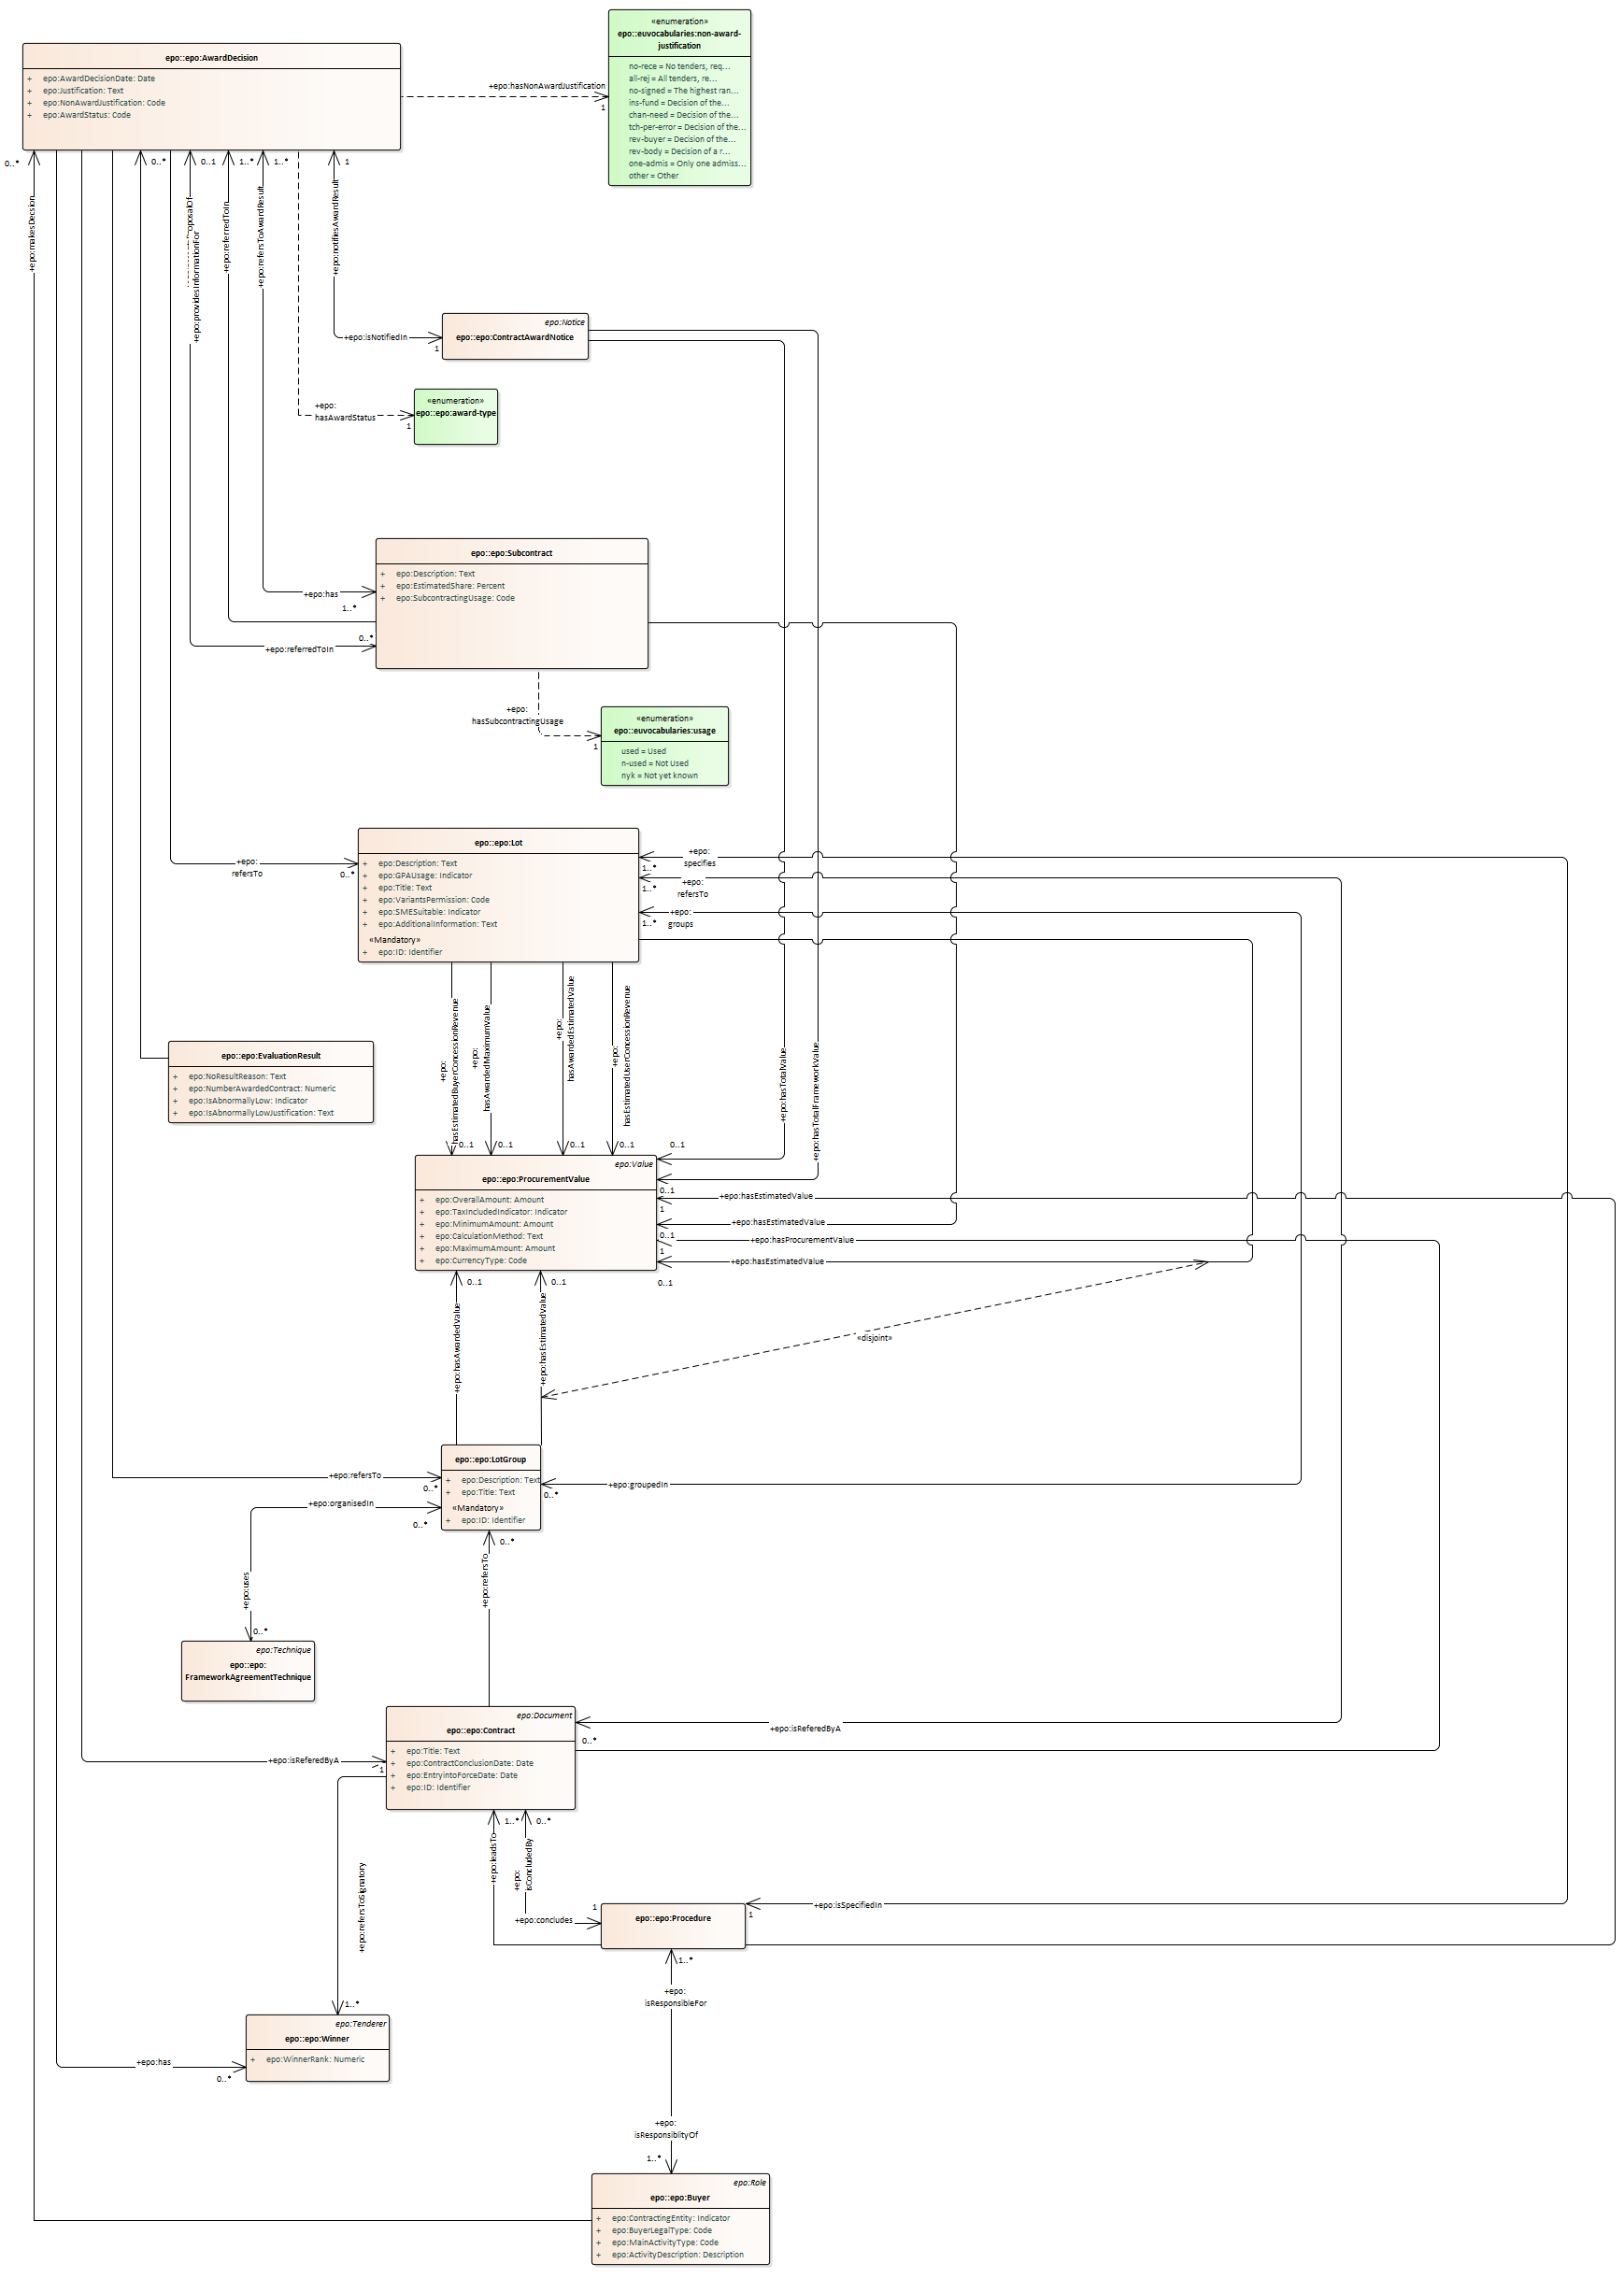 «enumeration»
epo::euvocabularies:non-award-
justification
no-rece = No tenders, req...
all-rej = All tenders, re...
no-signed = The highest ran...
ins-fund = Decision of the...
chan-need = Decision of the...
tch-per-error = Decision of the...
rev-buyer = Decision of the...
rev-body = Decision of a r...
one-admis = Only one admiss...
other = Other
epo::epo:AwardDecision
+ epo:AwardDecisionDate: Date
+ epo:Justification: Text
+ epo:NonAwardJustification: Code
+ epo:AwardStatus: Code
+epo:hasNonAwardJustification
1
0..*
0..*
0..1
1..*
1..*
1
+epo:makesDecsion
+epo:providesInformationFor
+epo:referredToIn
+epo:refersToAwardResult
+epo:notifiesAwardResult
epo:Notice
epo::epo:ContractAwardNotice
+epo:isNotifiedIn
1
«enumeration»
epo::epo:award-type
+epo:
hasAwardStatus
1
epo::epo:Subcontract
+ epo:Description: Text
+ epo:EstimatedShare: Percent
+ epo:SubcontractingUsage: Code
+epo:has
1..*
0..*
+epo:referredToIn
+epo:
hasSubcontractingUsage
1
«enumeration»
epo::euvocabularies:usage
used = Used
n-used = Not Used
nyk = Not yet known
epo::epo:Lot
+ epo:Description: Text
+ epo:GPAUsage: Indicator
+ epo:Title: Text
+ epo:VariantsPermission: Code
+ epo:SMESuitable: Indicator
+ epo:AdditionalInformation: Text
«Mandatory»
+ epo:ID: Identifier
+epo:
refersTo
0..*
+epo:
specifies
1..*
+epo:
refersTo
1..*
+epo:
groups
1..*
+epo:
hasEstimatedBuyerConcessionRevenue
+epo:
hasAwardedMaximumValue
+epo:
hasAwardedEstimatedValue
+epo:
hasEstimatedUserConcessionRevenue
+epo:hasTotalValue
+epo:hasTotalFrameworkValue
epo::epo:EvaluationResult
+ epo:NoResultReason: Text
+ epo:NumberAwardedContract: Numeric
+ epo:IsAbnormallyLow: Indicator
+ epo:IsAbnormallyLowJustification: Text
0..1
0..1
0..1
0..1
0..1
epo:Value
epo::epo:ProcurementValue
+ epo:OverallAmount: Amount
+ epo:TaxIncludedIndicator: Indicator
+ epo:MinimumAmount: Amount
+ epo:CalculationMethod: Text
+ epo:MaximumAmount: Amount
+ epo:CurrencyType: Code
0..1
+epo:hasEstimatedValue
1
+epo:hasEstimatedValue
0..1
+epo:hasProcurementValue
1
+epo:hasEstimatedValue
0..1
0..1
0..1
+epo:hasAwardedValue
+epo:hasEstimatedValue
«disjoint»
epo::epo:LotGroup
+ epo:Description: Text
+ epo:Title: Text
«Mandatory»
+ epo:ID: Identifier
+epo:refersTo
0..*
+epo:groupedIn
0..*
+epo:organisedIn
0..*
0..*
+epo:refersTo
+epo:uses
0..*
epo:Technique
epo::epo:
FrameworkAgreementTechnique
epo:Document
epo::epo:Contract
+ epo:Title: Text
+ epo:ContractConclusionDate: Date
+ epo:EntryintoForceDate: Date
+ epo:ID: Identifier
+epo:isReferedByA
0..*
+epo:isReferedByA
1
1..*
0..*
+epo:leadsTo
+epo:
isConcludedBy
+epo:refersToSignatory
+epo:concludes
1
epo::epo:Procedure
+epo:isSpecifiedIn
1
1..*
+epo:
isResponsibleFor
1..*
epo:Tenderer
epo::epo:Winner
+ epo:WinnerRank: Numeric
+epo:has
0..*
+epo:
isResponsiblityOf
1..*
epo:Role
epo::epo:Buyer
+ epo:ContractingEntity: Indicator
+ epo:BuyerLegalType: Code
+ epo:MainActivityType: Code
+ epo:ActivityDescription: Description